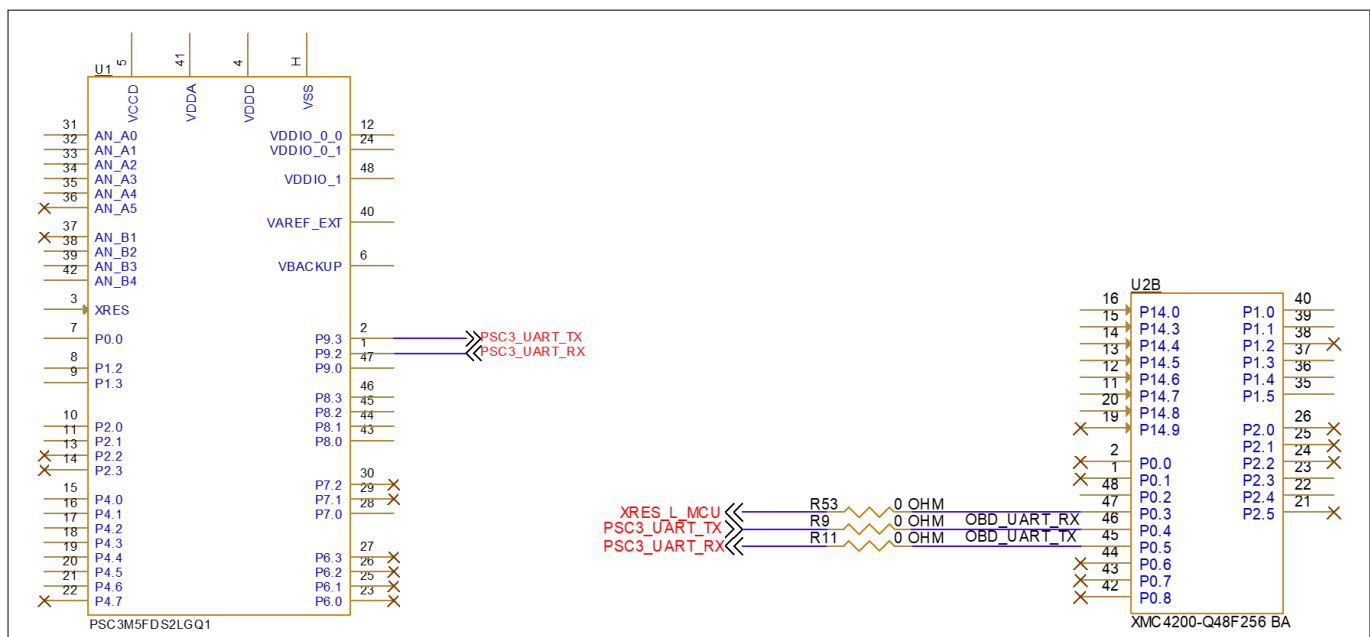 U1
5
41
4
H
VCCD
VDDA
VDDD
VSS
31 AN_A0
32 AN_A1
33 AN_A2
34 AN_A3
35 AN_A4
36 AN_A5
37 AN_B1
38 AN_B2
39 AN_B3
42 AN_B4
3 XRES
7 P0.0
8 P1.2
9 P1.3
10 P2.0
11 P2.1
13 P2.2
14 P2.3
15 P4.0
16 P4.1
17 P4.2
18 P4.3
19 P4.4
20 P4.5
21 P4.6
22 P4.7
VDDIO_0_0 12
VDDIO_0_1 24
VDDIO_1 48
VAREF_EXT 40
VBACKUP 6
P9.3 2 PSC3_UART_TX
P9.2 1 PSC3_UART_RX
P9.0 47
P8.3 46
P8.2 45
P8.1 44
P8.0 43
P7.2 30
P7.1 29
P7.0 28
P6.3 27
P6.2 26
P6.1 25
P6.0 23
PSC3M5FDS2LGQ1
XRES_L_MCU R53 0 OHM
PSC3_UART_TX R9 0 OHM OBD_UART_RX
PSC3_UART_RX R11 0 OHM OBD_UART_TX
U2B
16 P14.0
15 P14.3
14 P14.4
13 P14.5
12 P14.6
11 P14.7
20 P14.8
19 P14.9
2 P0.0
1 P0.1
48 P0.2
47 P0.3
46 P0.4
45 P0.5
44 P0.6
43 P0.7
42 P0.8
P1.0 40
P1.1 39
P1.2 38
P1.3 37
P1.4 36
P1.5 35
P2.0 26
P2.1 25
P2.2 24
P2.3 23
P2.4 22
P2.5 21
XMC4200-Q48F256 BA